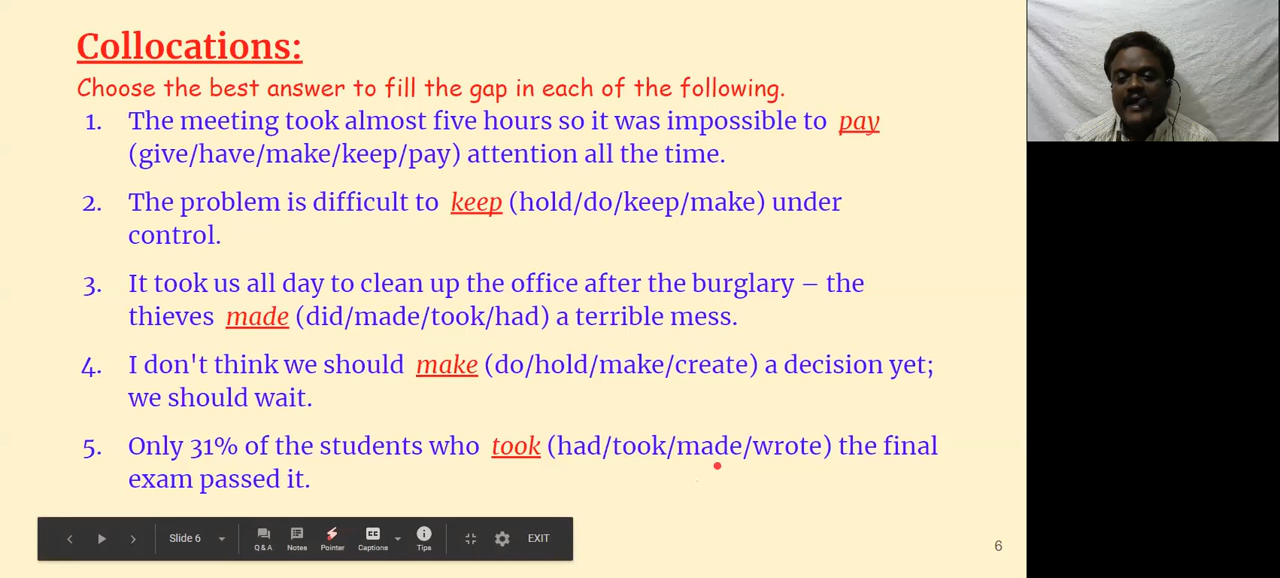 Collocations:
Choose the best answer to fill the gap in each of the following.
1. The meeting took almost five hours so it was impossible to pay
(give/have/make/keep/pay) attention all the time.
2. The problem is difficult to keep (hold/do/keep/make) under
control.
3. It took us all day to clean up the office after the burglary – the
thieves made (did/made/took/had) a terrible mess.
4. I don't think we should make (do/hold/make/create) a decision yet;
we should wait.
5. Only 31% of the students who took (had/took/made/wrote) the final
exam passed it.
Slide 6
Q & A
Notes
Pointer
CC
Captions
Tips
EXIT
6